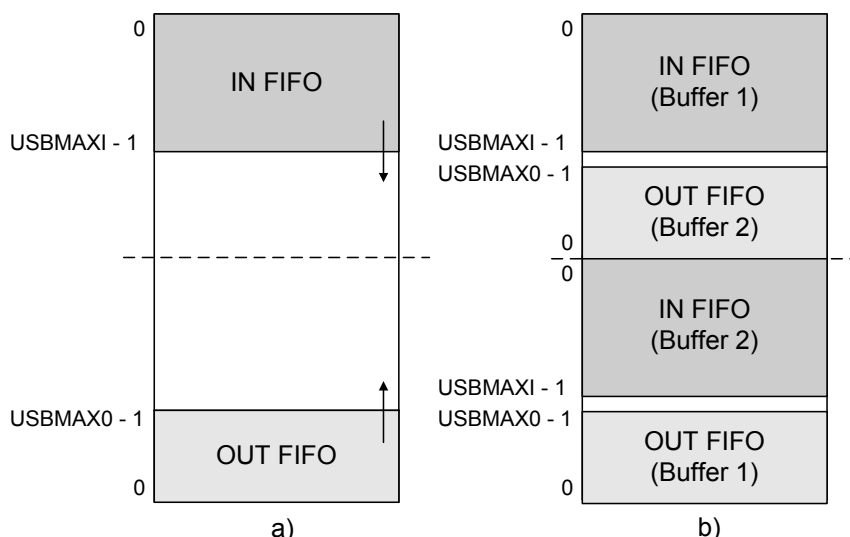 0
IN FIFO
USBMAXI - 1
USBMAX0 - 1
OUT FIFO
0
a)
0
IN FIFO
(Buffer 1)
USBMAXI - 1
USBMAX0 - 1
OUT FIFO
(Buffer 2)
0
0
IN FIFO
(Buffer 2)
USBMAXI - 1
USBMAX0 - 1
OUT FIFO
(Buffer 1)
0
b)